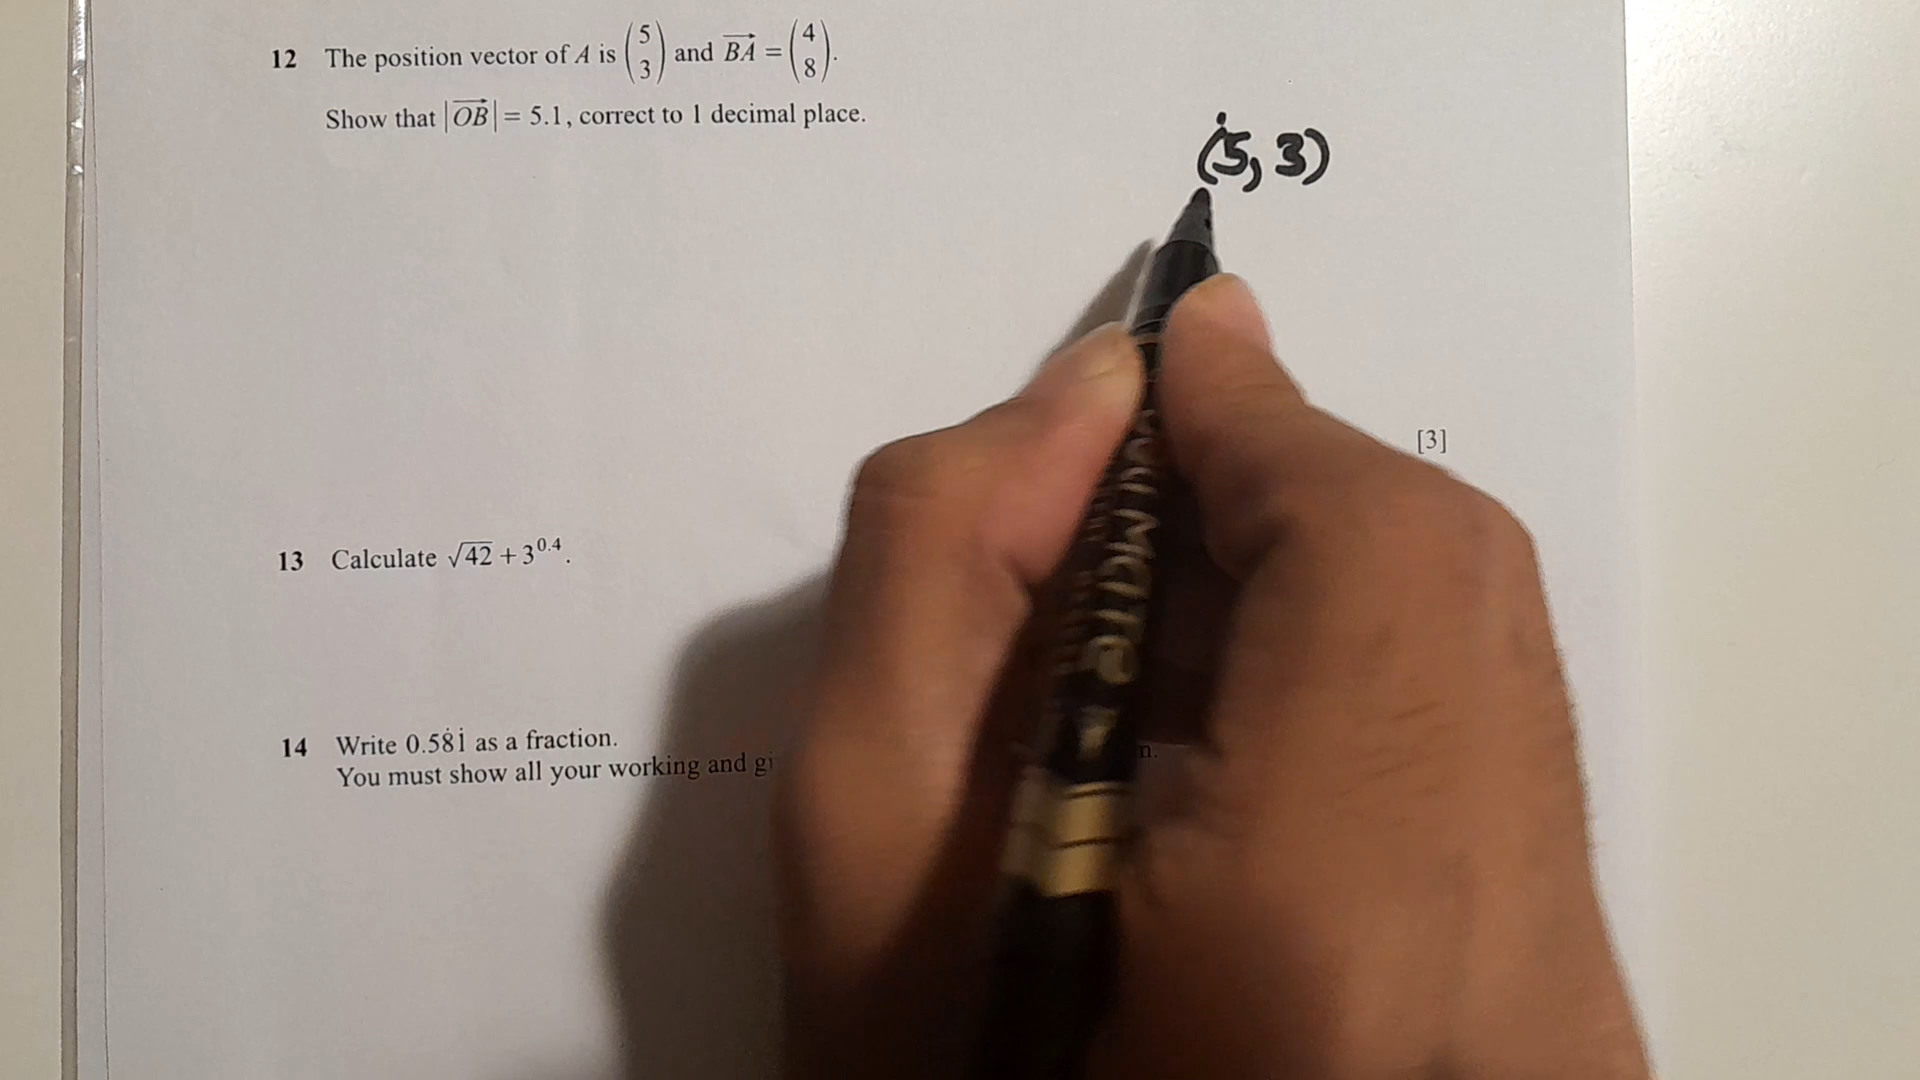 12 The position vector of A is (5 3) and BA = (4 8).
Show that |OB| = 5.1, correct to 1 decimal place.
(5, 3)
[3]
13 Calculate √42 + 3^0.4.
14 Write 0.58̇1̇ as a fraction.
You must show all your working and